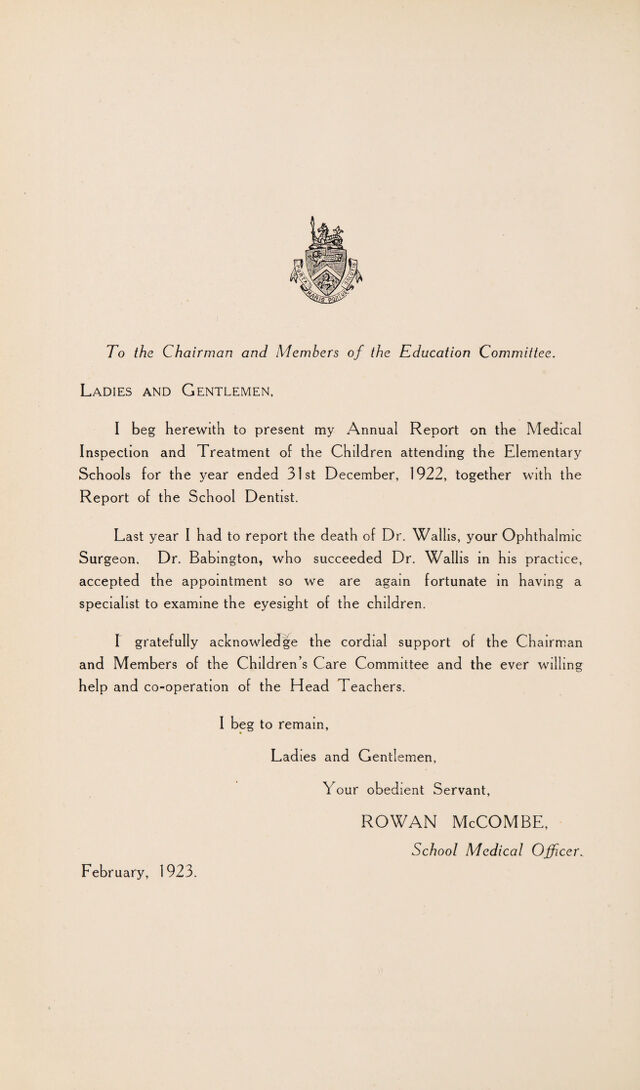 PORTA MARIS PORTUS SALUTIS
To the Chairman and Members of the Education Committee.
LADIES AND GENTLEMEN,
I beg herewith to present my Annual Report on the Medical
Inspection and Treatment of the Children attending the Elementary
Schools for the year ended 31st December, 1922, together with the
Report of the School Dentist.
Last year I had to report the death of Dr. Wallis, your Ophthalmic
Surgeon. Dr. Babington, who succeeded Dr. Wallis in his practice,
accepted the appointment so we are again fortunate in having a
specialist to examine the eyesight of the children.
I gratefully acknowledge the cordial support of the Chairman
and Members of the Children's Care Committee and the ever willing
help and co-operation of the Head Teachers.
I beg to remain,
Ladies and Gentlemen,
Your obedient Servant,
ROWAN McCOMBE,
School Medical Officer.
February, 1923.